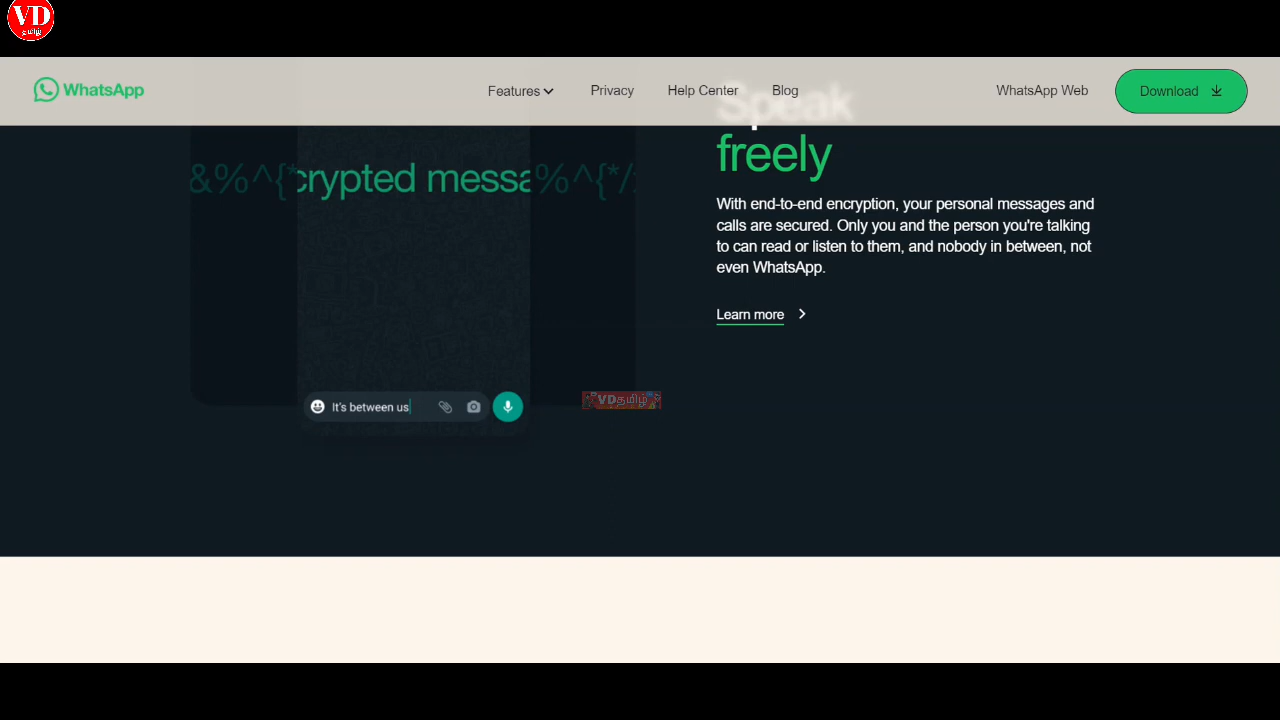 VD
தமிழ்
WhatsApp
Features
Privacy
Help Center
Blog
WhatsApp Web
Download
Speak
freely
&%^{*crypted messa%^{*/
With end-to-end encryption, your personal messages and
calls are secured. Only you and the person you're talking
to can read or listen to them, and nobody in between, not
even WhatsApp.
Learn more
It's between us
VDதமிழ்